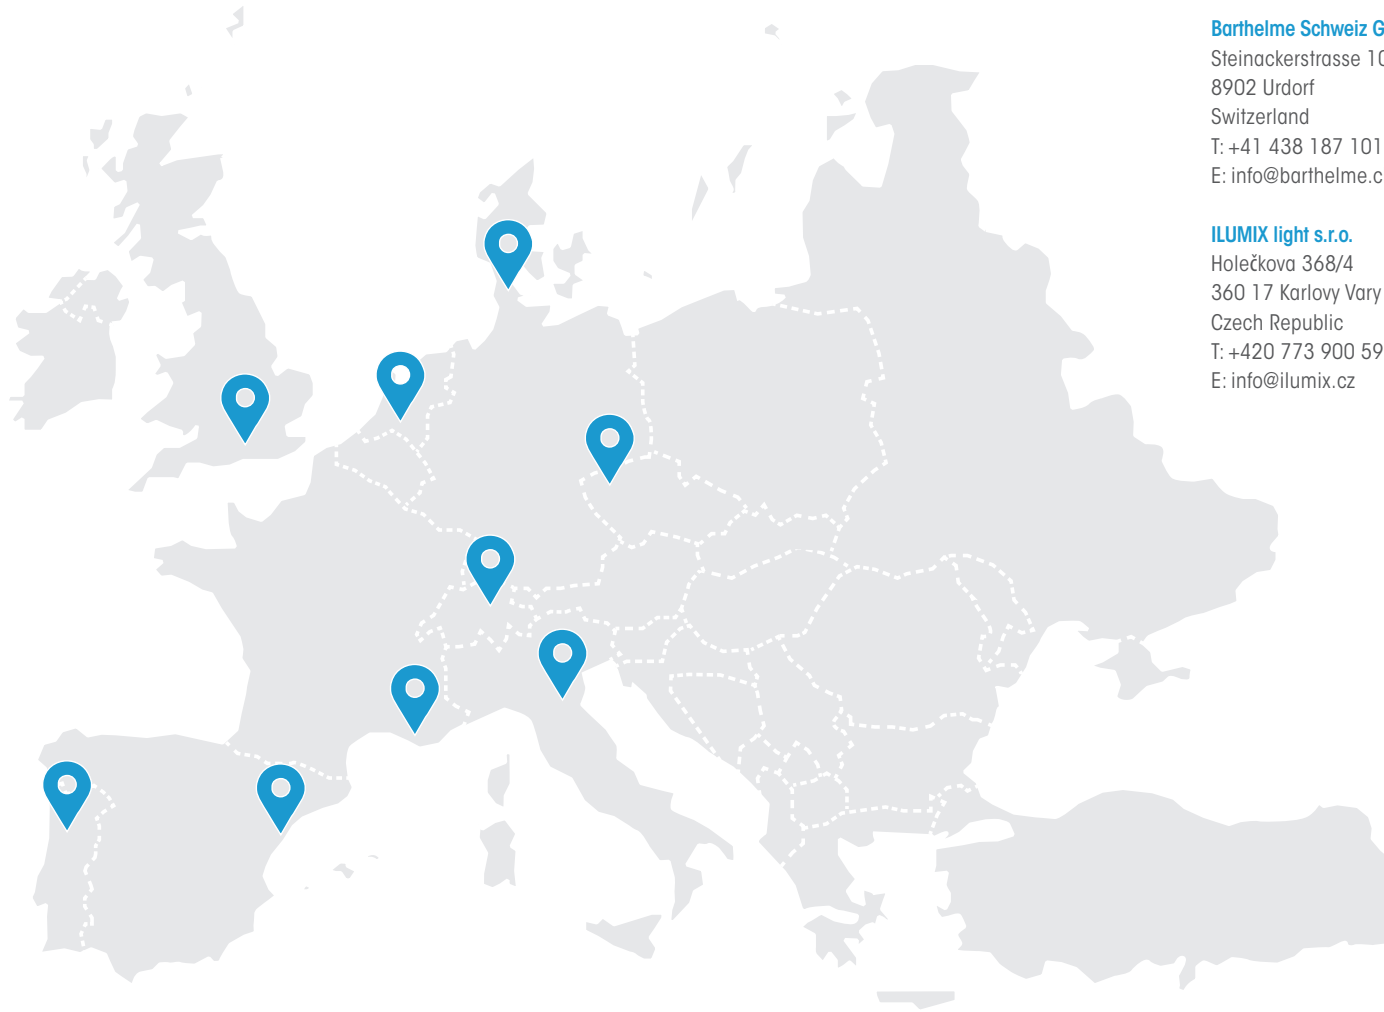 Barthelme Schweiz G
Steinackerstrasse 10
8902 Urdorf
Switzerland
T: +41 438 187 101
E: info@barthelme.c
ILUMIX light s.r.o.
Holečkova 368/4
360 17 Karlovy Vary
Czech Republic
T: +420 773 900 59
E: info@ilumix.cz